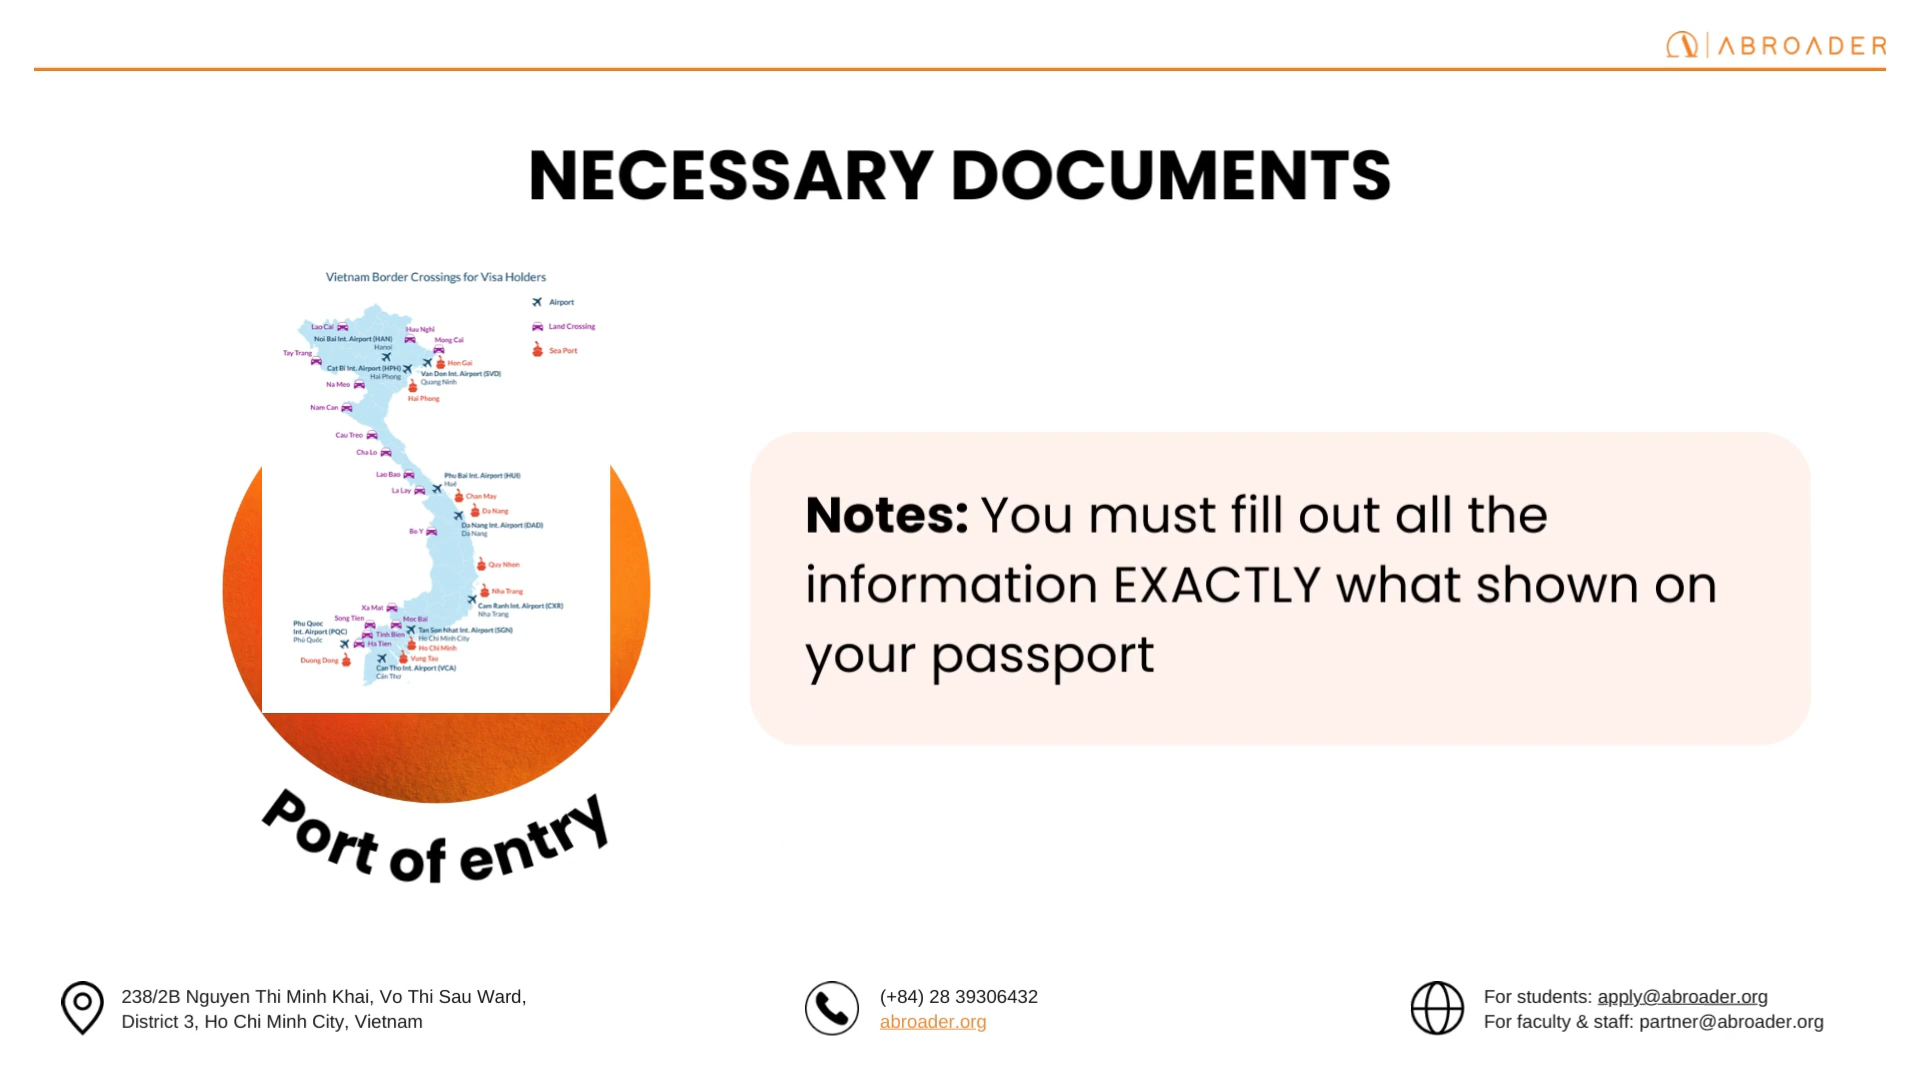 ABROADER
NECESSARY DOCUMENTS
Vietnam Border Crossings for Visa Holders
Airport
Land Crossing
Sea Port
Lao Cai
Huu Nghi
Noi Bai Int. Airport (HAN)
Hanoi
Mong Cai
Tay Trang
Hon Gai
Cat Bi Int. Airport (HPH)
Hai Phong
Van Don Int. Airport (SVD)
Quang Ninh
Na Meo
Hai Phong
Nam Can
Cau Treo
Cha Lo
Lao Bao
Phu Bai Int. Airport (HUI)
Hué
La Lay
Chan May
Da Nang
Da Nang Int. Airport (DAD)
Da Nang
Bo Y
Quy Nhon
Nha Trang
Cam Ranh Int. Airport (CXR)
Nha Trang
Xa Mat
Song Tien
Moc Bai
Phu Quoc
Int. Airport (PQC)
Phú Quốc
Tan Son Nhat Int. Airport (SGN)
Ho Chi Minh City
Tinh Bien
Ha Tien
Ho Chi Minh
Duong Dong
Vung Tau
Can Tho Int. Airport (VCA)
Cần Thơ
Notes: You must fill out all the
information EXACTLY what shown on
your passport
Port of entry
238/2B Nguyen Thi Minh Khai, Vo Thi Sau Ward,
District 3, Ho Chi Minh City, Vietnam
(+84) 28 39306432
abroader.org
For students: apply@abroader.org
For faculty & staff: partner@abroader.org